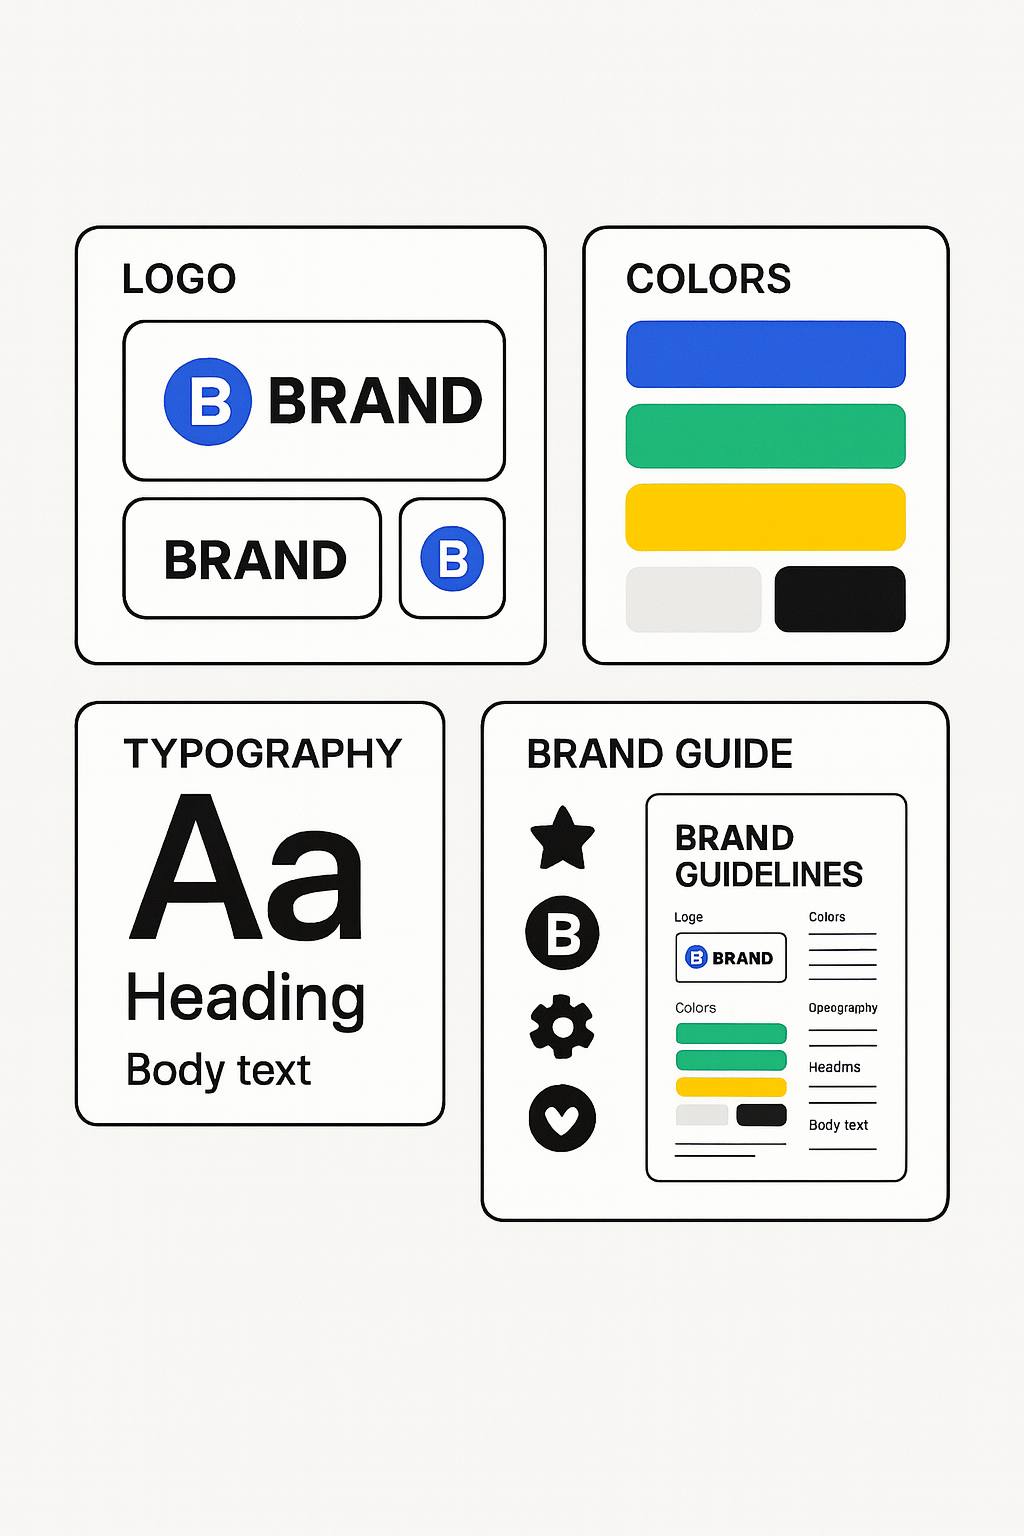 LOGO
B BRAND
BRAND
B
COLORS
TYPOGRAPHY
Aa
Heading
Body text
BRAND GUIDE
B
BRAND
GUIDELINES
Loge
B BRAND
Colors
Colors
Opeography
Headms
Body text